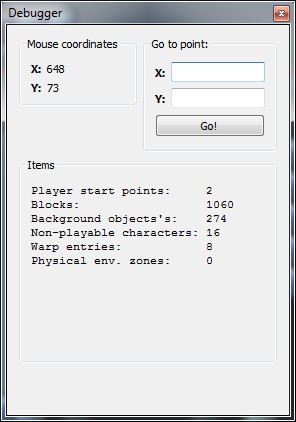 Debugger
Mouse coordinates
X: 648
Y: 73
Go to point:
X:
Y:
Go!
Items
Player start points: 2
Blocks: 1060
Background objects's: 274
Non-playable characters: 16
Warp entries: 8
Physical env. zones: 0